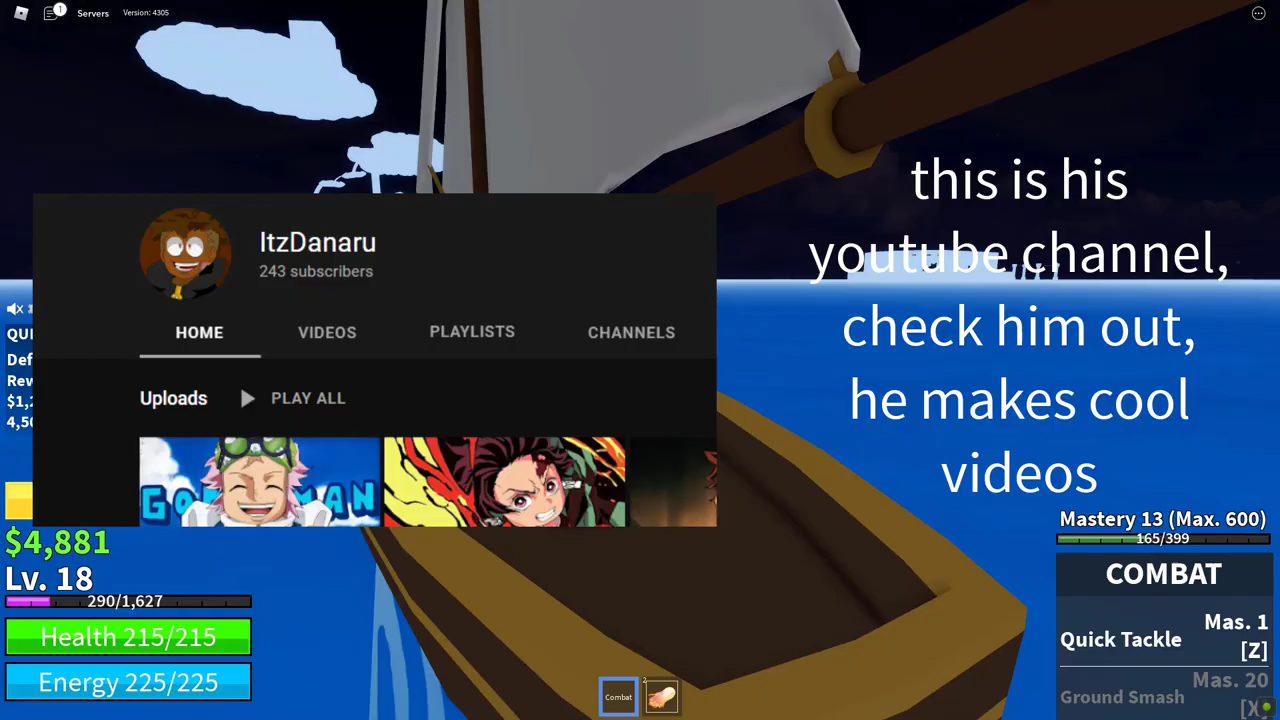 1
Servers
Version: 4305
this is his
youtube channel,
check him out,
he makes cool
videos
ItzDanaru
243 subscribers
HOME
VIDEOS
PLAYLISTS
CHANNELS
Uploads
PLAY ALL
$4,881
Lv. 18
290/1,627
Health 215/215
Energy 225/225
Combat
2
Mastery 13 (Max. 600)
165/399
COMBAT
Quick Tackle
Mas. 1
[Z]
Ground Smash
Mas. 20